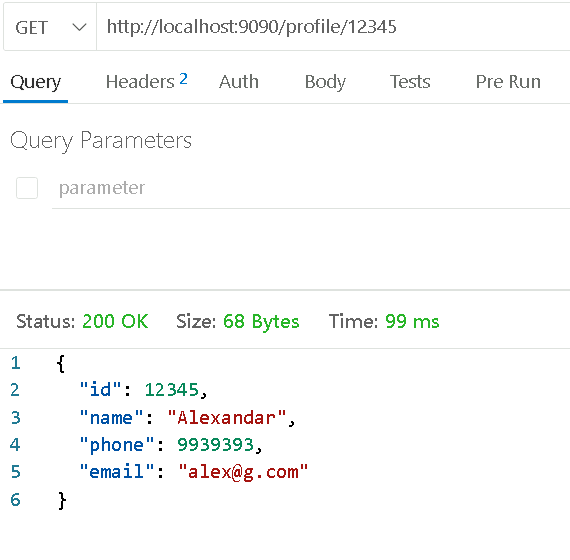 GET http://localhost:9090/profile/12345
Query Headers 2 Auth Body Tests Pre Run
Query Parameters
parameter
Status: 200 OK Size: 68 Bytes Time: 99 ms
1 {
2 "id": 12345,
3 "name": "Alexandar",
4 "phone": 9939393,
5 "email": "alex@g.com"
6 }